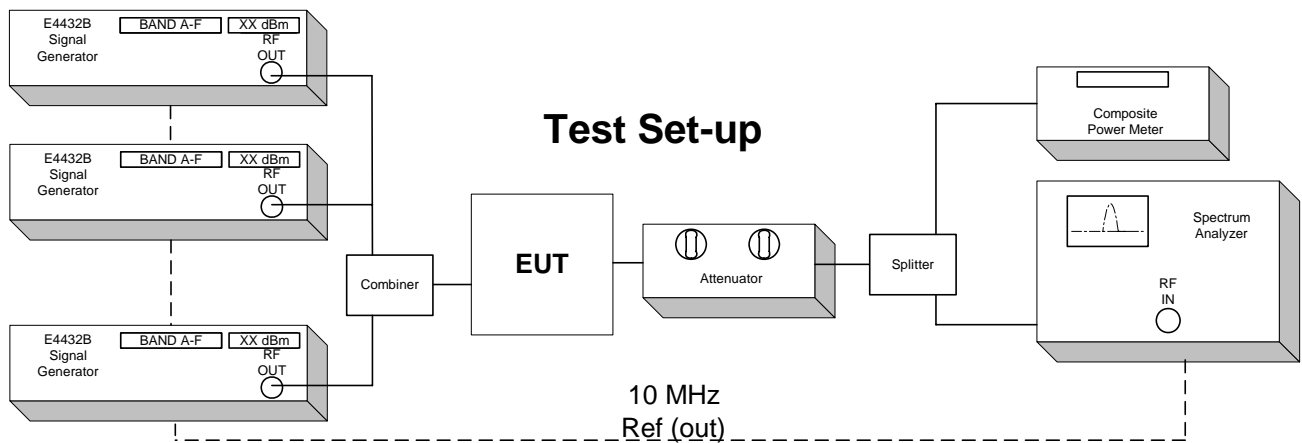 E4432B
Signal
Generator
BAND A-F
XX dBm
RF
OUT
E4432B
Signal
Generator
BAND A-F
XX dBm
RF
OUT
E4432B
Signal
Generator
BAND A-F
XX dBm
RF
OUT
Test Set-up
Combiner
EUT
Attenuator
Splitter
Composite
Power Meter
Spectrum
Analyzer
RF
IN
10 MHz
Ref (out)